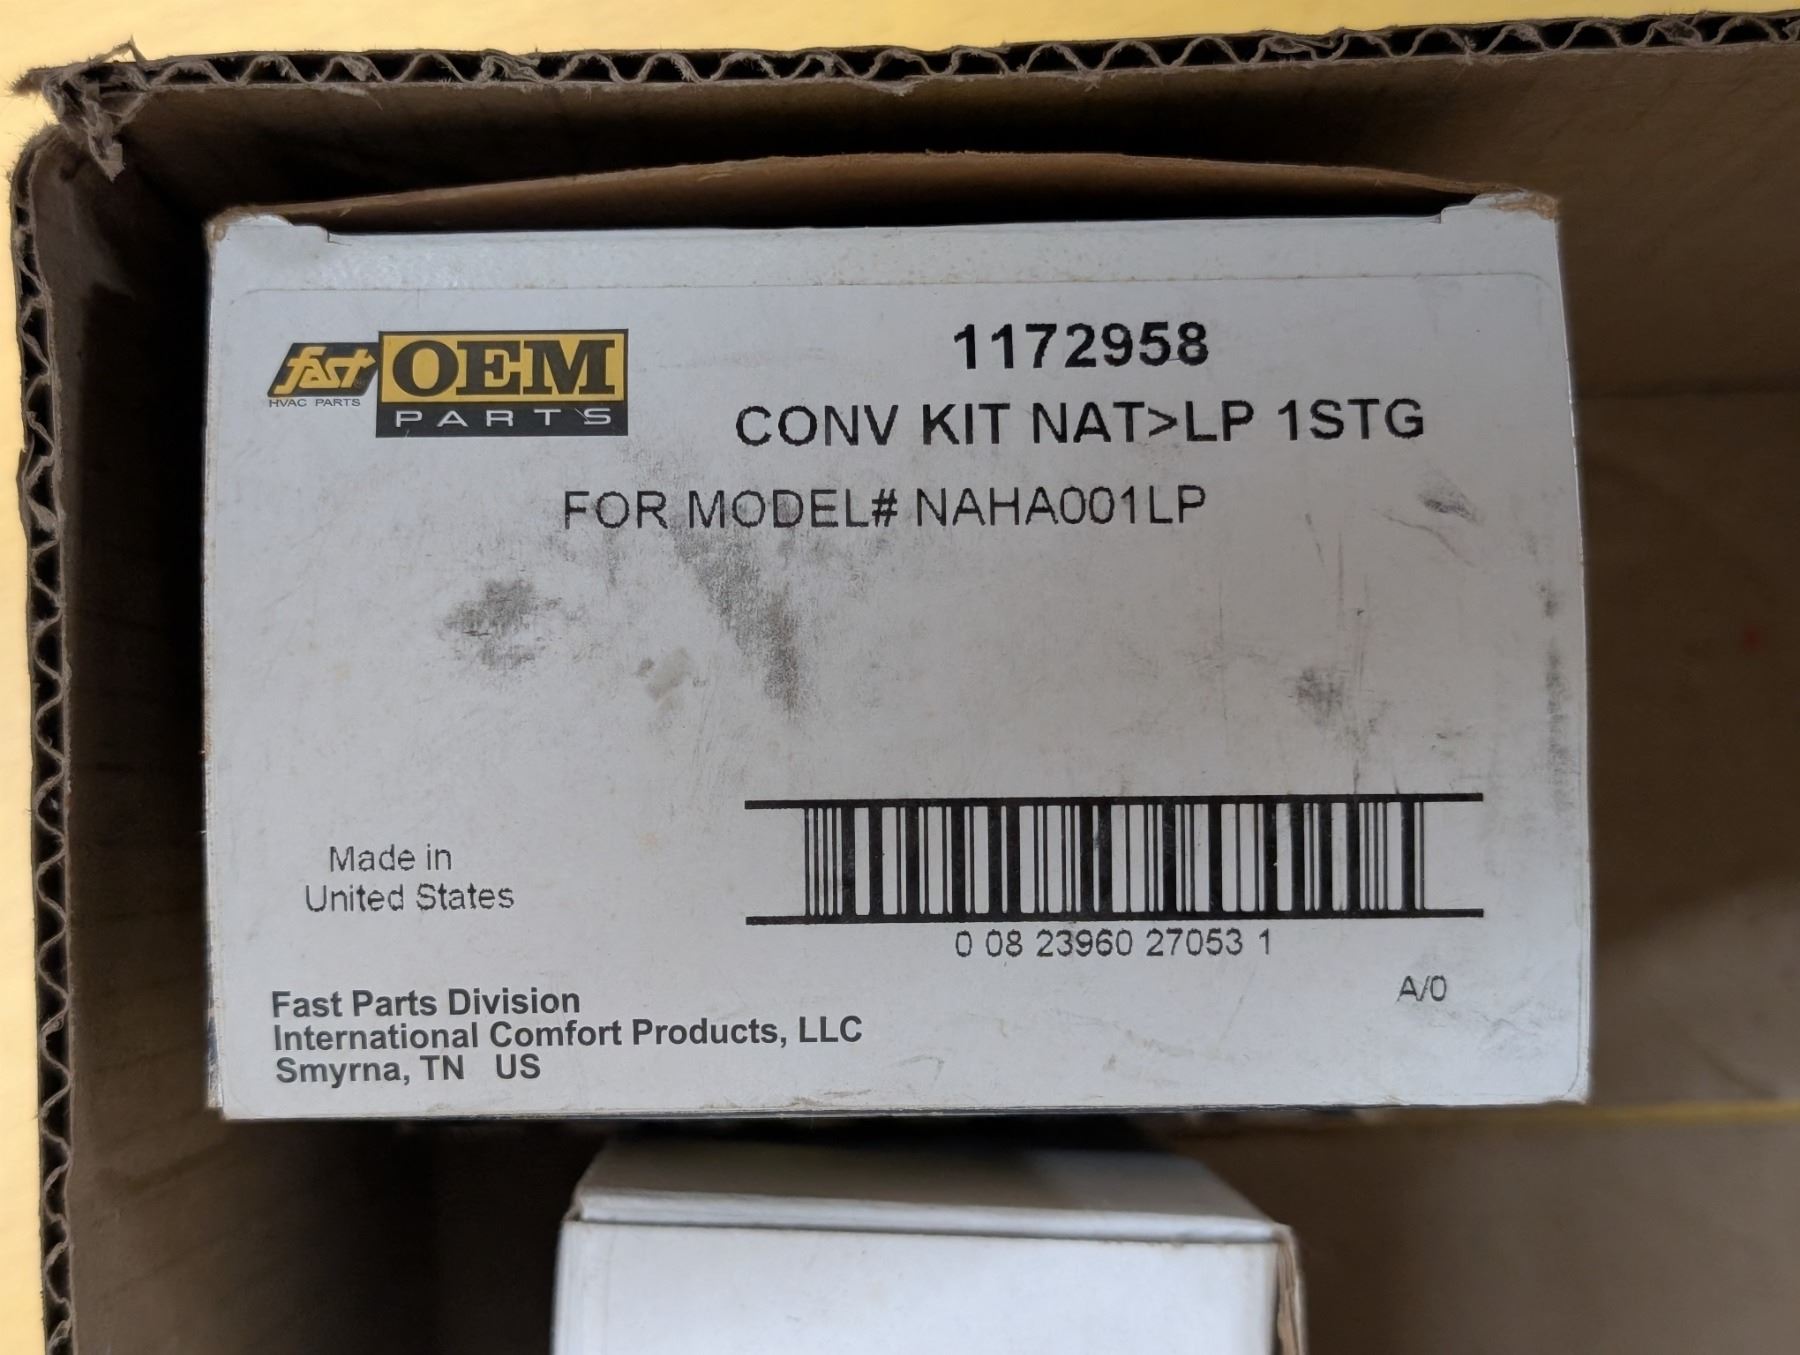 fast OEM
HVAC PARTS
PARTS
1172958
CONV KIT NAT>LP 1STG
FOR MODEL# NAHA001LP
Made in
United States
0 08 23960 27053 1
A/0
Fast Parts Division
International Comfort Products, LLC
Smyrna, TN US